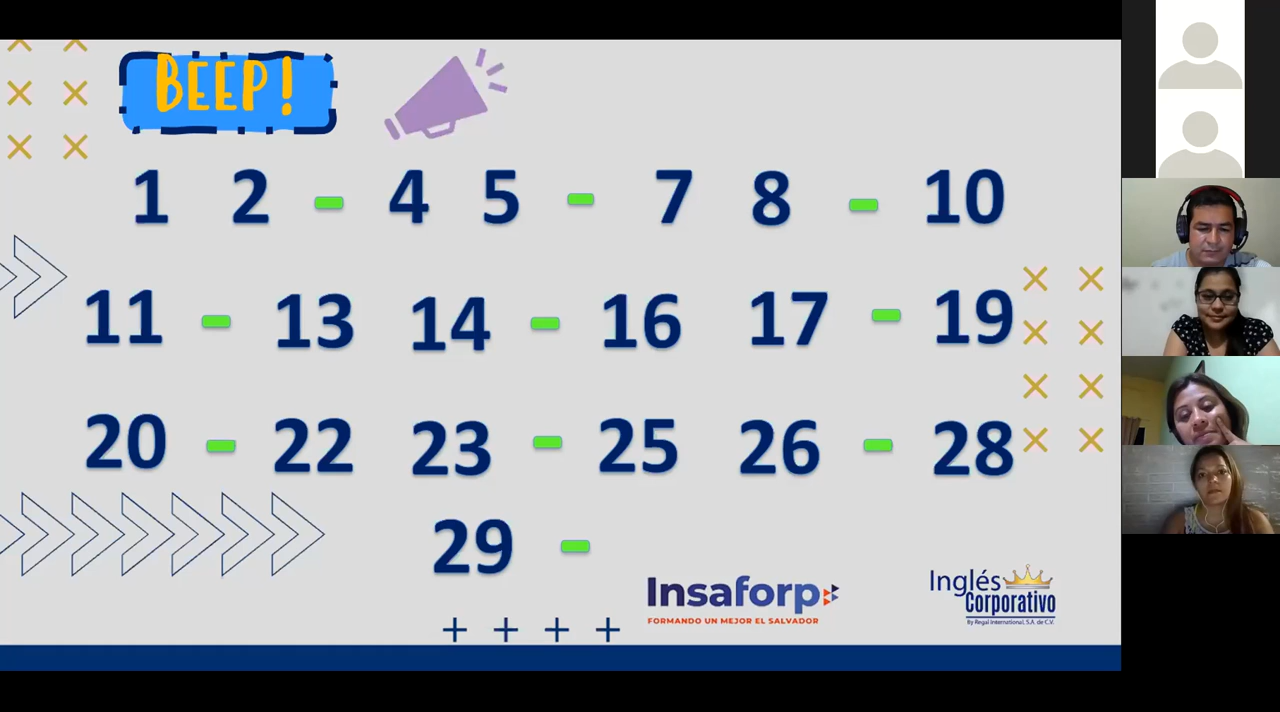 BEEP!
1 2 - 4 5 - 7 8 - 10
11 - 13 14 - 16 17 - 19
20 - 22 23 - 25 26 - 28
29 -
Insaforp
FORMANDO UN MEJOR EL SALVADOR
Inglés
Corporativo
By Regal International, S.A. de C.V.